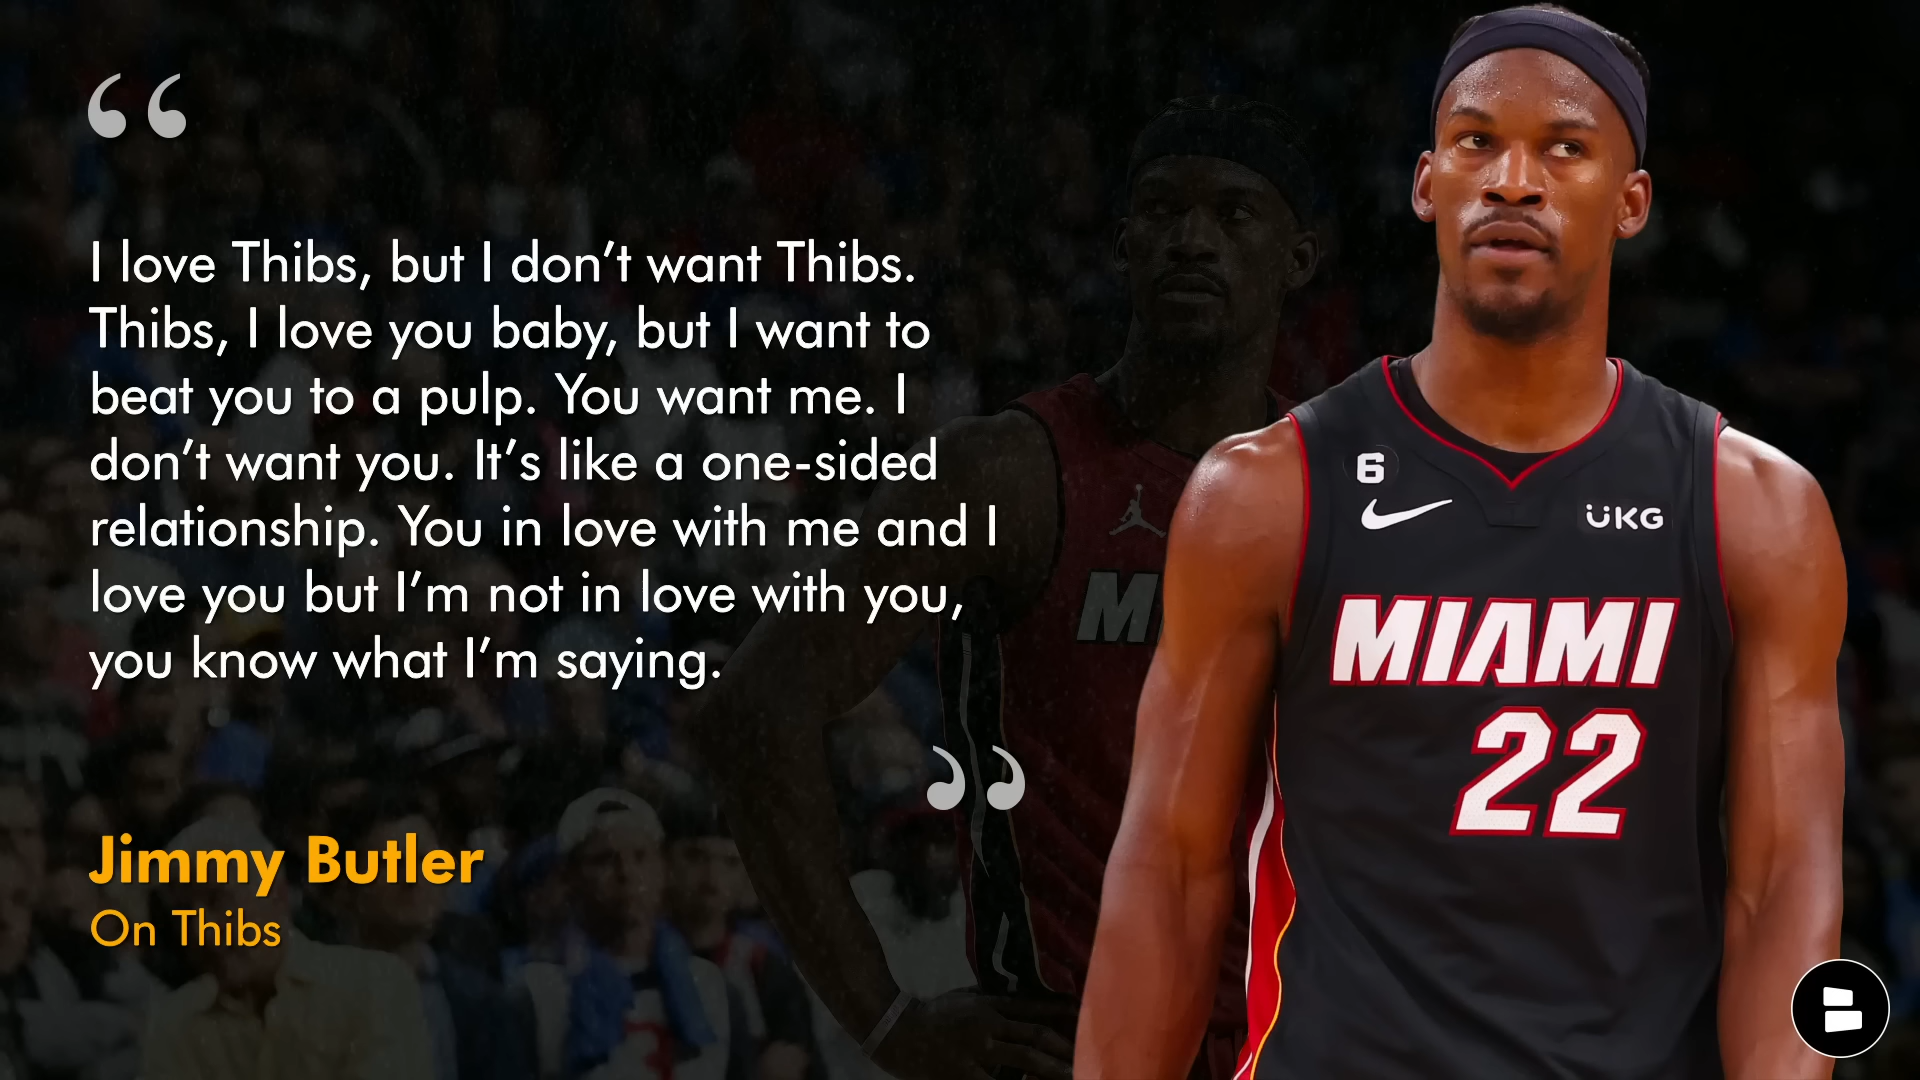 “
I love Thibs, but I don’t want Thibs.
Thibs, I love you baby, but I want to
beat you to a pulp. You want me. I
don’t want you. It’s like a one-sided
relationship. You in love with me and I
love you but I’m not in love with you,
you know what I’m saying.
”
Jimmy Butler
On Thibs
6
UKG
MIAMI
22
M